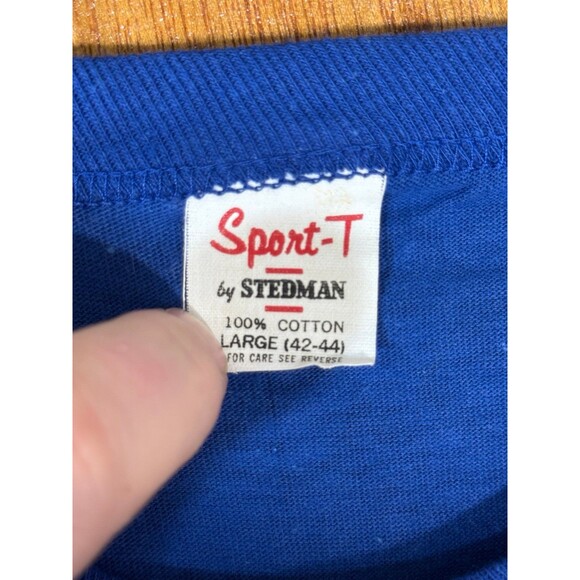 Sport-T
by STEDMAN
100% COTTON
LARGE (42-44)
FOR CARE SEE REVERSE